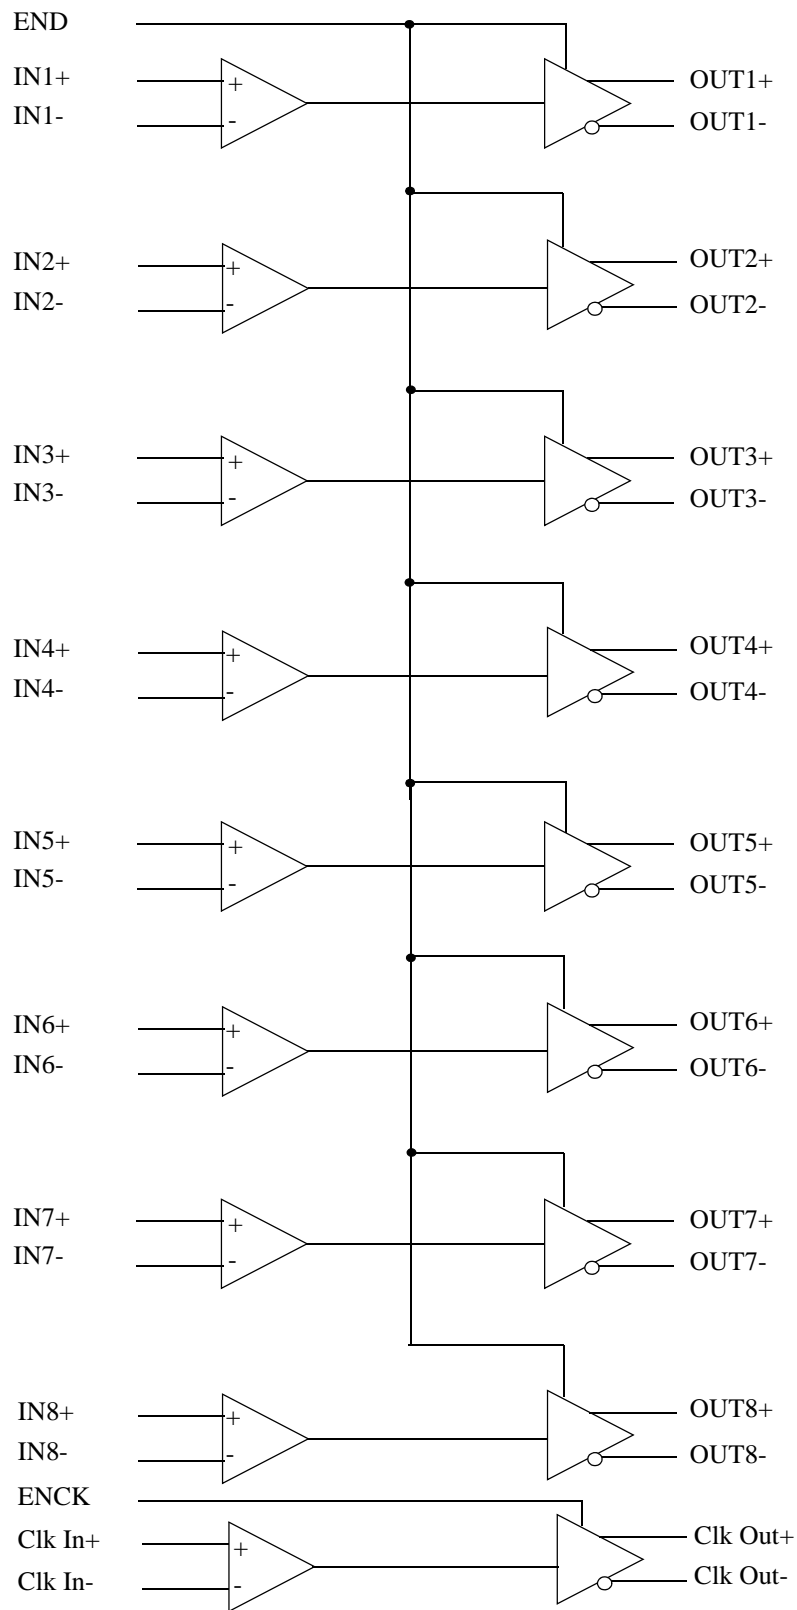 END
IN1+
+
OUT1+
IN1-
-
OUT1-
IN2+
+
OUT2+
IN2-
-
OUT2-
IN3+
+
OUT3+
IN3-
-
OUT3-
IN4+
+
OUT4+
IN4-
-
OUT4-
IN5+
+
OUT5+
IN5-
-
OUT5-
IN6+
+
OUT6+
IN6-
-
OUT6-
IN7+
+
OUT7+
IN7-
-
OUT7-
IN8+
+
OUT8+
IN8-
-
OUT8-
ENCK
Clk In+
+
Clk Out+
Clk In-
-
Clk Out-